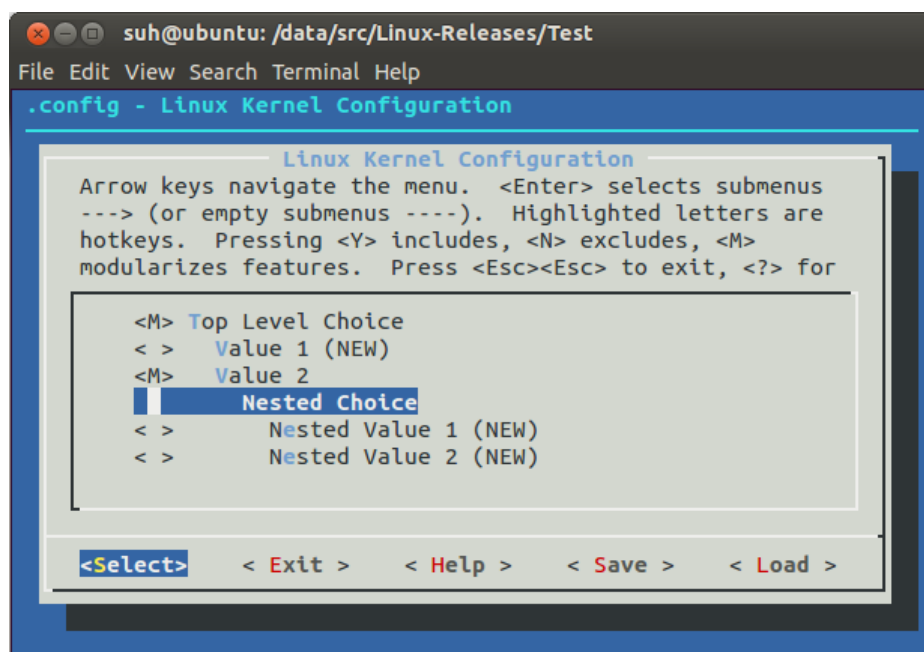 suh@ubuntu: /data/src/Linux-Releases/Test
File Edit View Search Terminal Help
.config - Linux Kernel Configuration
Linux Kernel Configuration
Arrow keys navigate the menu.  <Enter> selects submenus
---> (or empty submenus ----).  Highlighted letters are
hotkeys.  Pressing <Y> includes, <N> excludes, <M>
modularizes features.  Press <Esc><Esc> to exit, <?> for
<M> Top Level Choice
< >   Value 1 (NEW)
<M>   Value 2
Nested Choice
< >       Nested Value 1 (NEW)
< >       Nested Value 2 (NEW)
<Select>    < Exit >    < Help >    < Save >    < Load >